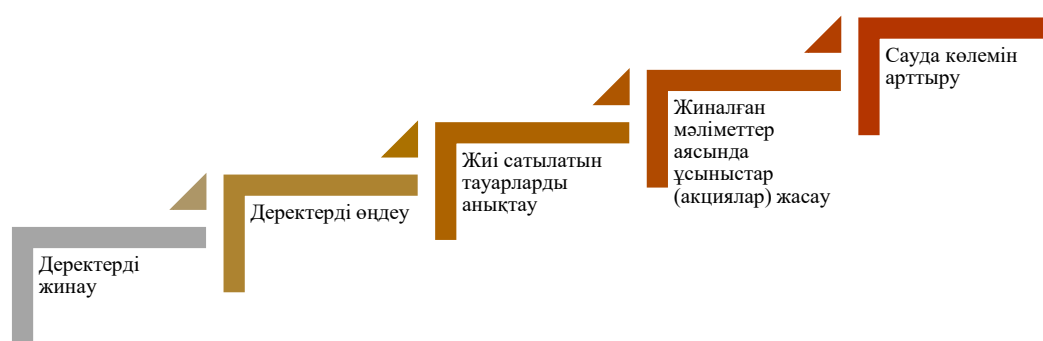 Деректерді
жинау
Деректерді өңдеу
Жиі сатылатын
тауарларды
анықтау
Жиналған
мәліметтер
аясында
ұсыныстар
(акциялар) жасау
Сауда көлемін
арттыру